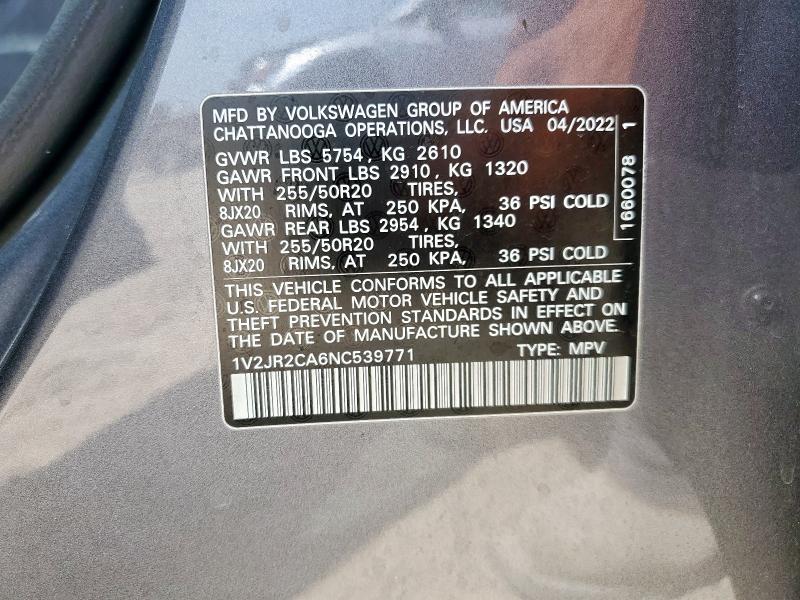 MFD BY VOLKSWAGEN GROUP OF AMERICA
CHATTANOOGA OPERATIONS, LLC. USA 04/2022
GVWR LBS 5754, KG 2610
GAWR FRONT LBS 2910, KG 1320
WITH 255/50R20 TIRES,
8JX20 RIMS, AT 250 KPA, 36 PSI COLD
GAWR REAR LBS 2954, KG 1340
WITH 255/50R20 TIRES,
8JX20 RIMS, AT 250 KPA, 36 PSI COLD
THIS VEHICLE CONFORMS TO ALL APPLICABLE
U.S. FEDERAL MOTOR VEHICLE SAFETY AND
THEFT PREVENTION STANDARDS IN EFFECT ON
THE DATE OF MANUFACTURE SHOWN ABOVE.
1V2JR2CA6NC539771 TYPE: MPV
1660078 1